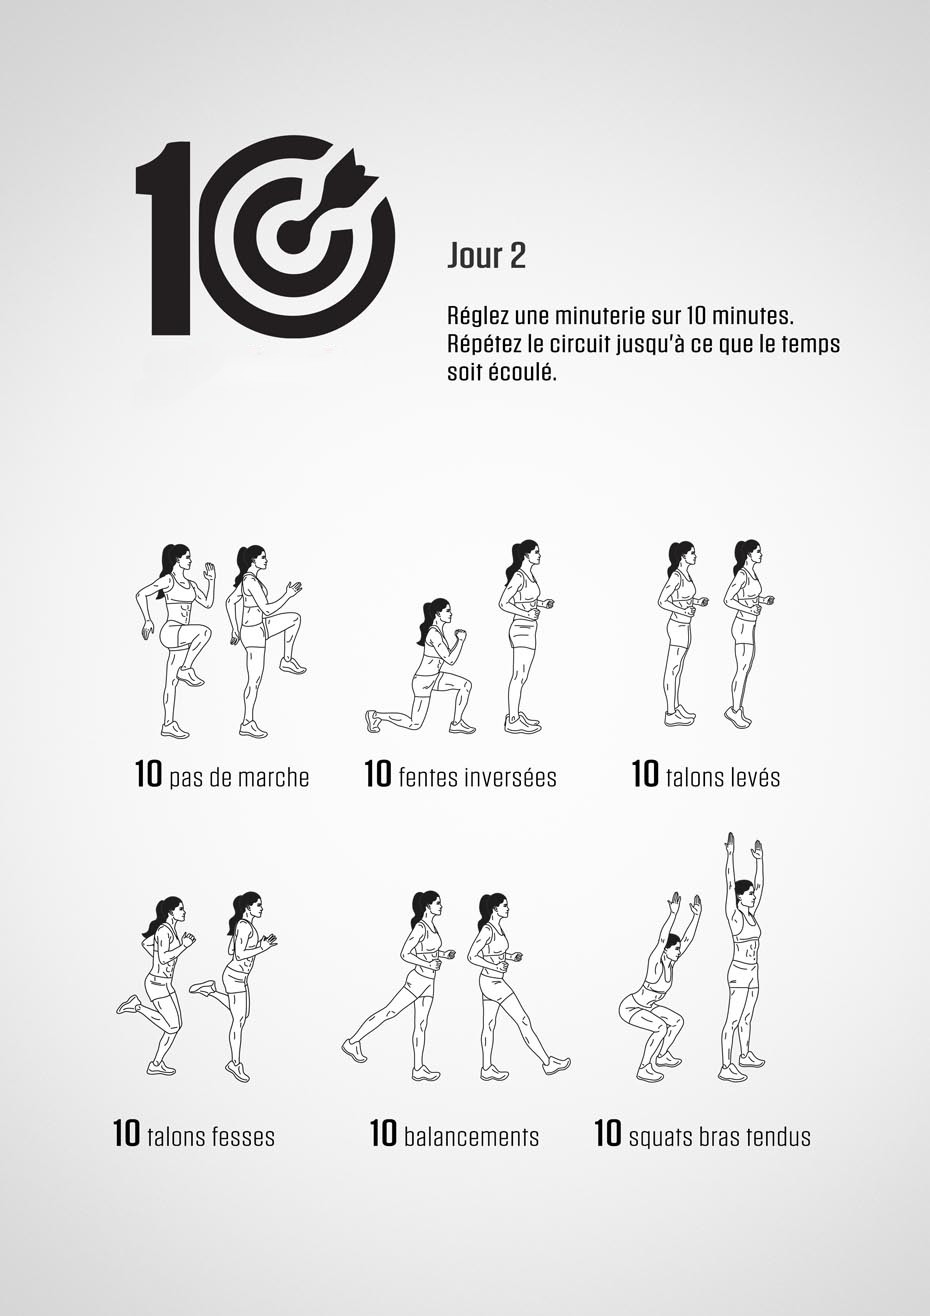 10
Jour 2
Réglez une minuterie sur 10 minutes.
Répétez le circuit jusqu'à ce que le temps
soit écoulé.
10 pas de marche
10 fentes inversées
10 talons levés
10 talons fesses
10 balancements
10 squats bras tendus